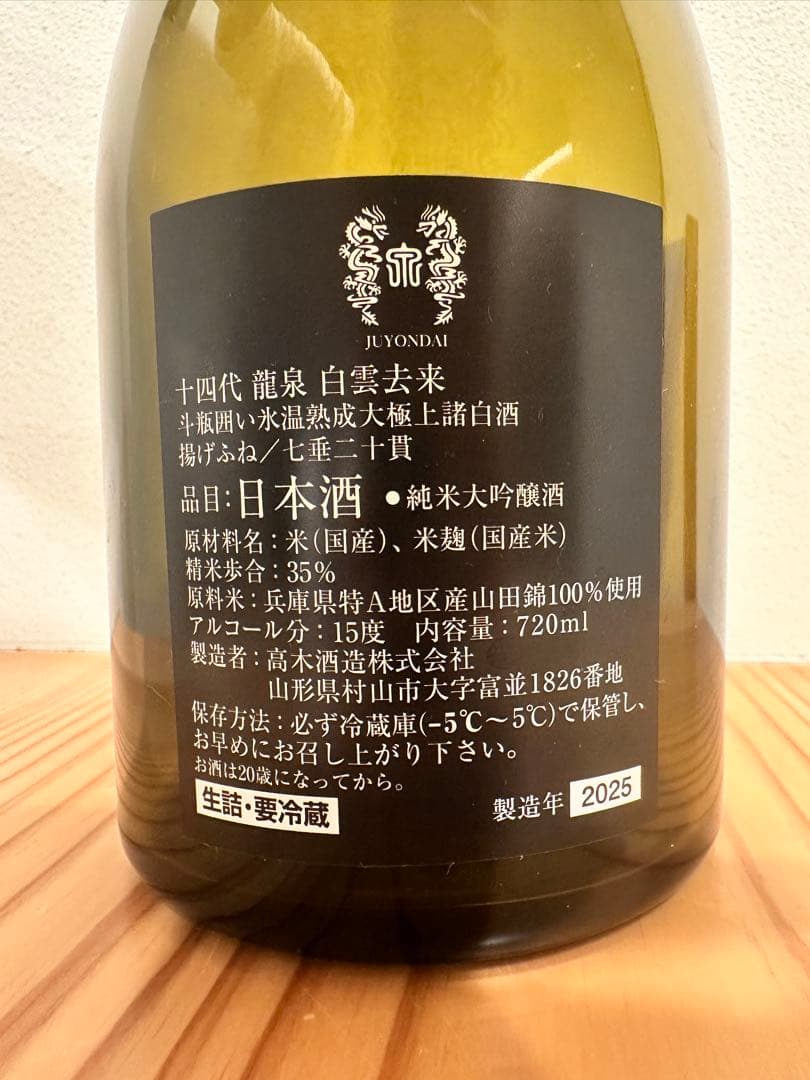 JUYONDAI
十四代 龍泉 白雲去来
斗瓶囲い氷温熟成大極上諸白酒
揚げふね／七垂二十貫
品目：日本酒 ●純米大吟醸酒
原材料名：米（国産）、米麹（国産米）
精米歩合：35％
原料米：兵庫県特A地区産山田錦100％使用
アルコール分：15度 内容量：720ml
製造者：高木酒造株式会社
山形県村山市大字富並1826番地
保存方法：必ず冷蔵庫(−5℃～5℃)で保管し、
お早めにお召し上がり下さい。
お酒は20歳になってから。
生詰・要冷蔵 製造年 2025